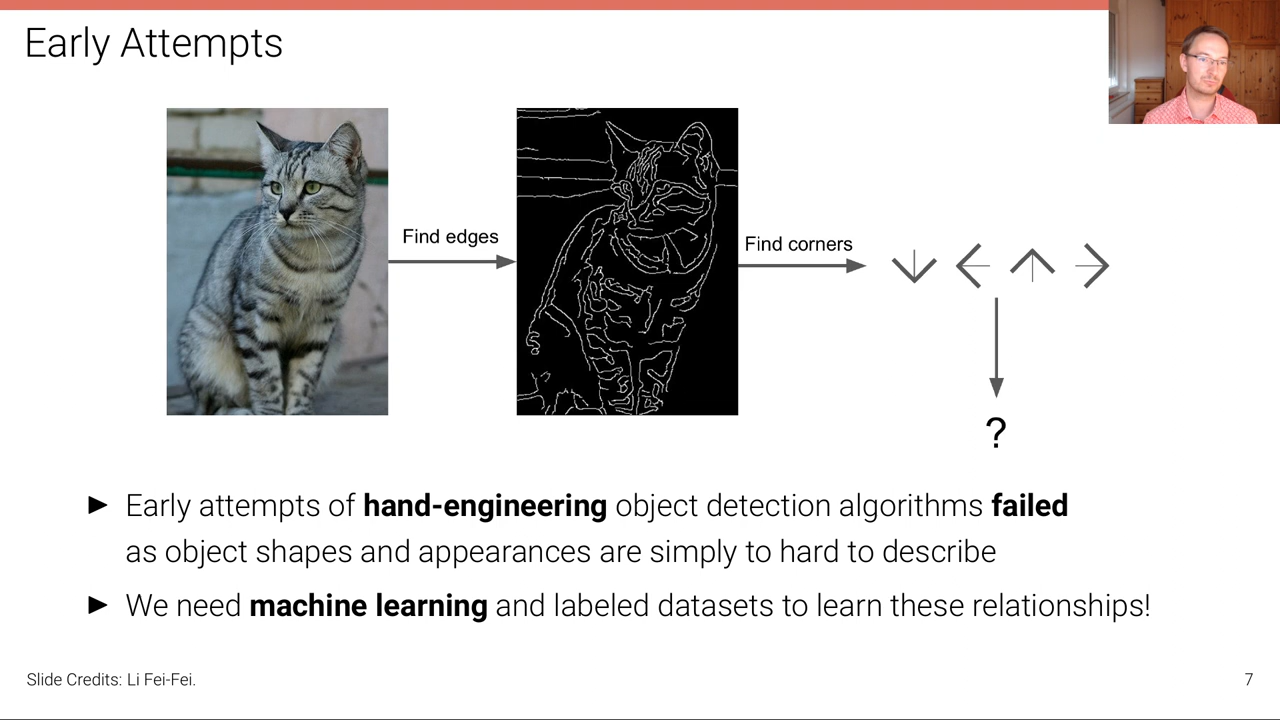 Early Attempts
Find edges
Find corners
?
► Early attempts of hand-engineering object detection algorithms failed
as object shapes and appearances are simply to hard to describe
► We need machine learning and labeled datasets to learn these relationships!
Slide Credits: Li Fei-Fei.
7